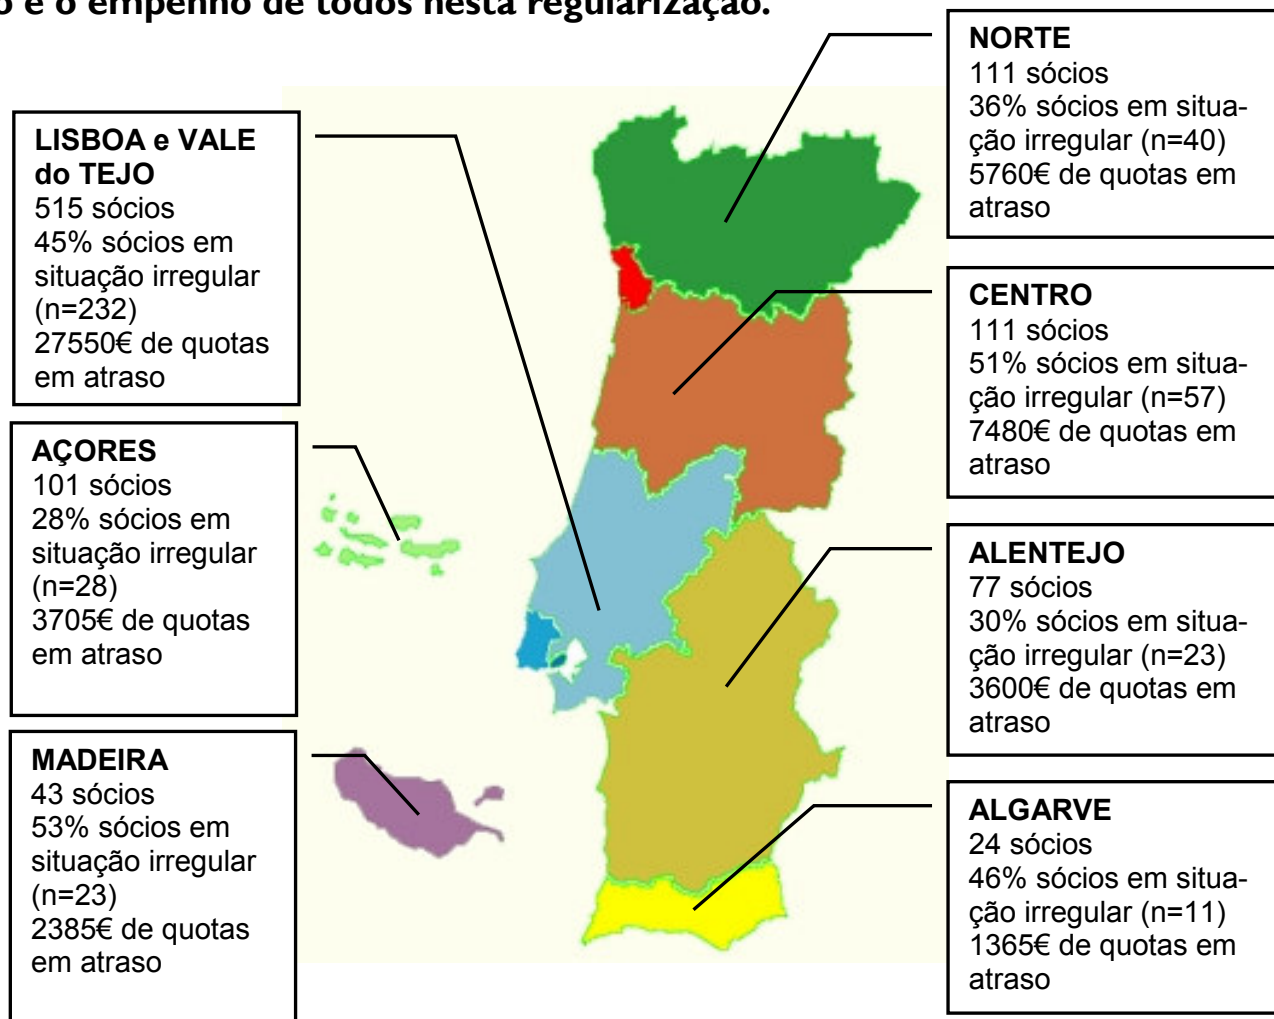 o e o empenho de todos nesta regularização.
LISBOA e VALE
do TEJO
515 sócios
45% sócios em
situação irregular
(n=232)
27550€ de quotas
em atraso
AÇORES
101 sócios
28% sócios em
situação irregular
(n=28)
3705€ de quotas
em atraso
MADEIRA
43 sócios
53% sócios em
situação irregular
(n=23)
2385€ de quotas
em atraso
NORTE
111 sócios
36% sócios em situa-
ção irregular (n=40)
5760€ de quotas em
atraso
CENTRO
111 sócios
51% sócios em situa-
ção irregular (n=57)
7480€ de quotas em
atraso
ALENTEJO
77 sócios
30% sócios em situa-
ção irregular (n=23)
3600€ de quotas em
atraso
ALGARVE
24 sócios
46% sócios em situa-
ção irregular (n=11)
1365€ de quotas em
atraso